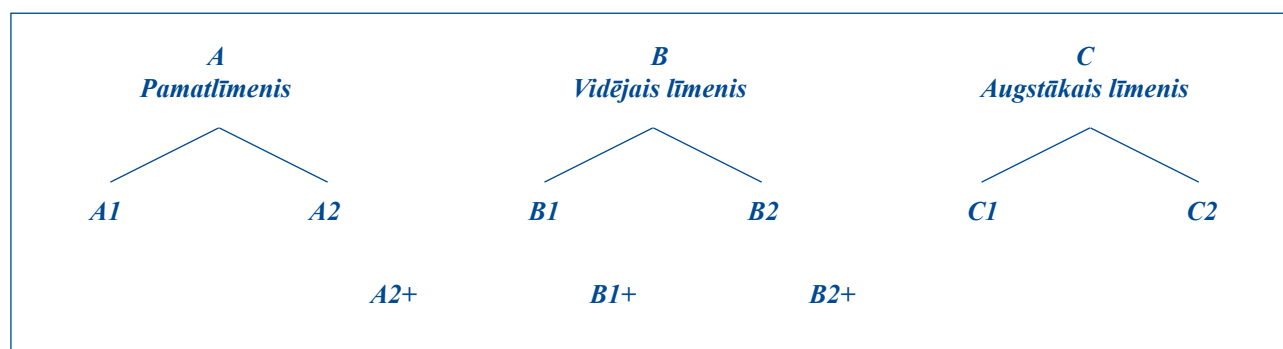 A B C
Pamatlīmenis Vidējais līmenis Augstākais līmenis
A1 A2 B1 B2 C1 C2
A2+ B1+ B2+